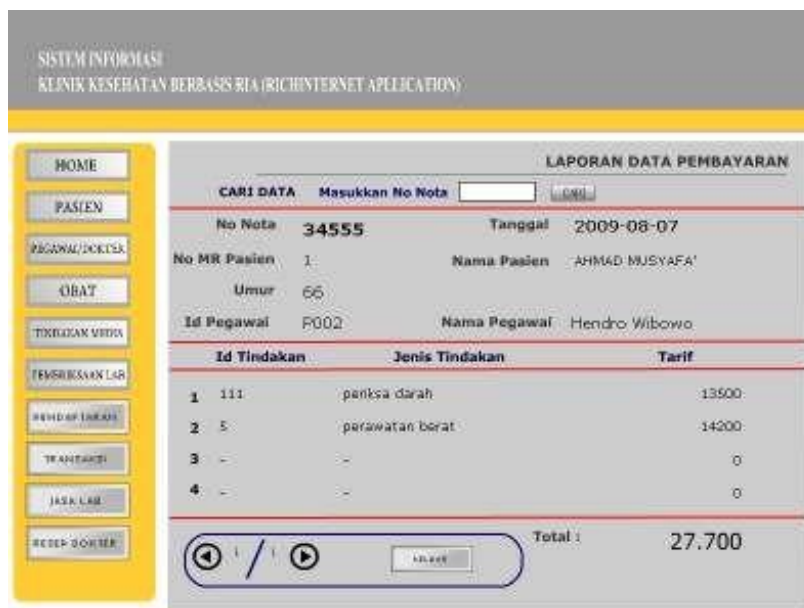 SISTEM INFORMASI
KLINIK KESEHATAN BERBASIS RIA (RICHINTERNET APLICATION)
HOME
PASIEN
PEGAWAI/DOKTER
OBAT
TINDAKAN MEDIS
PEMERIKSAAN LAB
PENDAFTARAN
TRANSAKSI
JASA LAB
RESEP DOKTER
LAPORAN DATA PEMBAYARAN
CARI DATA Masukkan No Nota CARI
No Nota 34555 Tanggal 2009-08-07
No MR Pasien 1 Nama Pasien AHMAD MUSYAFA'
Umur 66
Id Pegawai P002 Nama Pegawai Hendro Wibowo
Id Tindakan Jenis Tindakan Tarif
1 111 periksa darah 13500
2 5 perawatan berat 14200
3 - - 0
4 - - 0
1 / 1 Total : 27.700